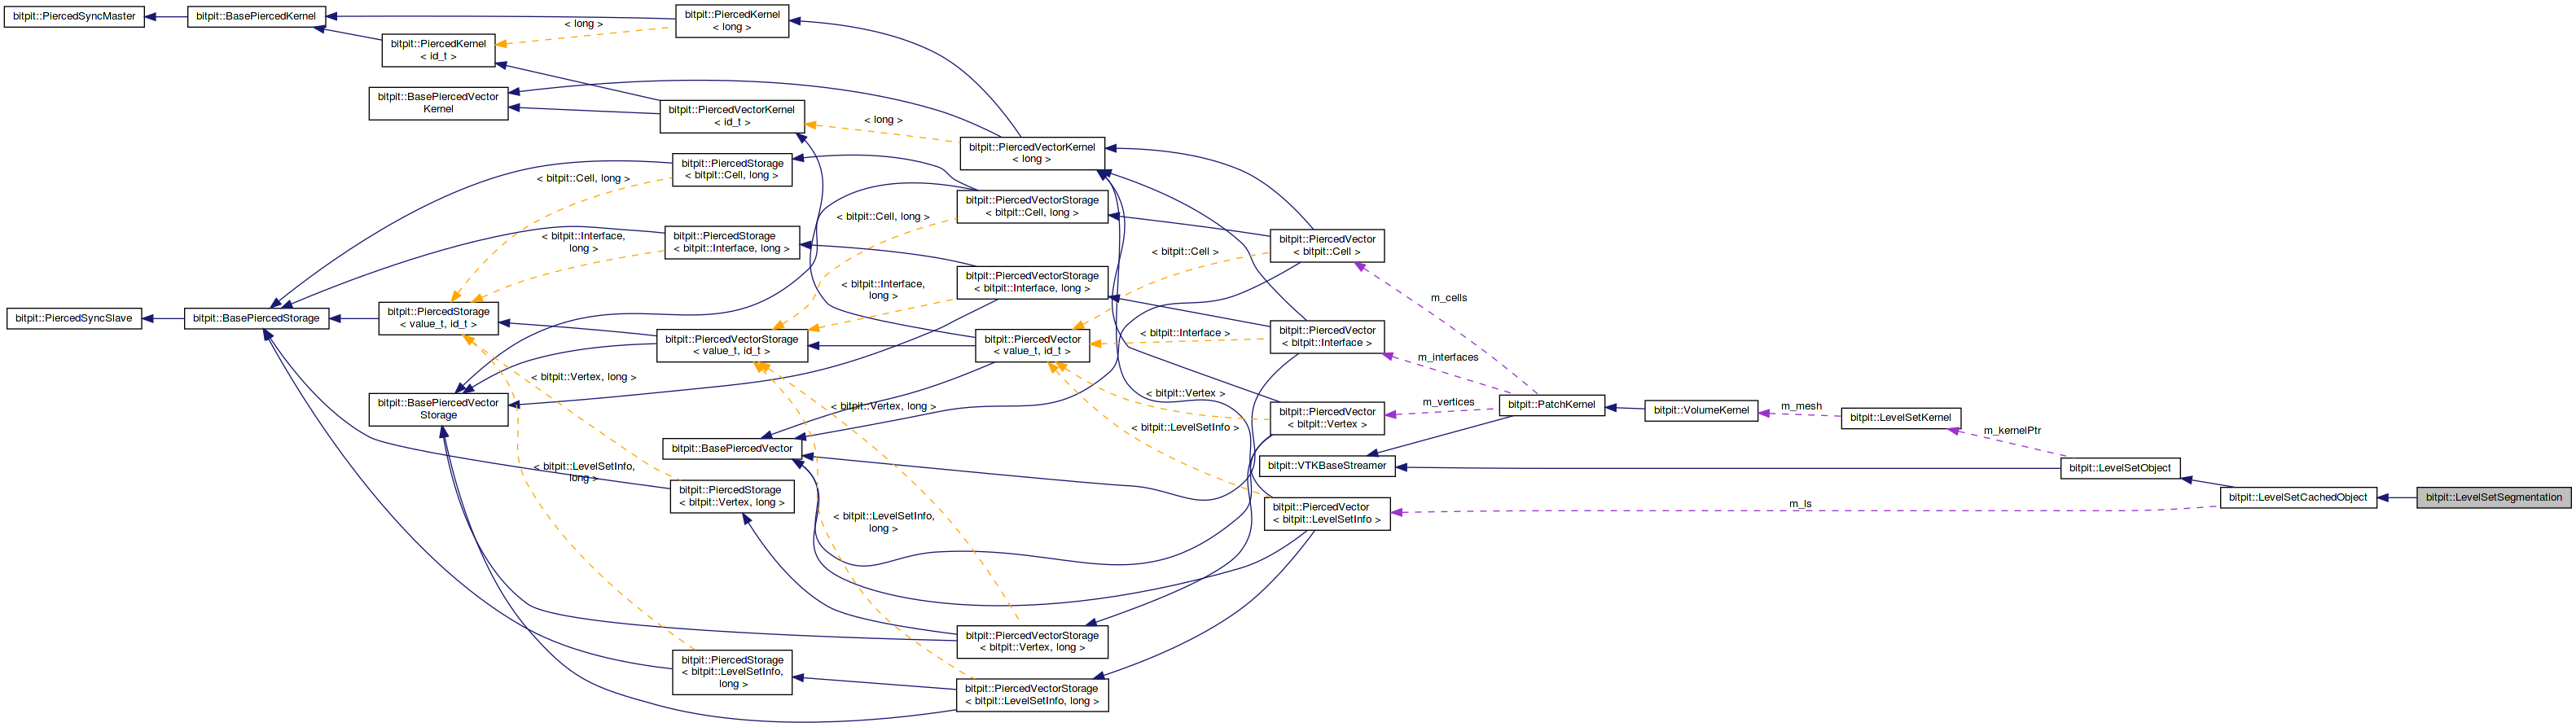 bitpit::PiercedSyncMaster
bitpit::BasePiercedKernel
bitpit::PiercedKernel
< long >
< long >
bitpit::PiercedKernel
< id_t >
bitpit::BasePiercedVector
Kernel
bitpit::PiercedVectorKernel
< id_t >
< long >
bitpit::PiercedVectorKernel
< long >
bitpit::PiercedStorage
< bitpit::Cell, long >
< bitpit::Cell, long >
bitpit::PiercedVectorStorage
< bitpit::Cell, long >
< bitpit::Cell, long >
bitpit::PiercedStorage
< bitpit::Interface, long >
< bitpit::Interface,
long >
bitpit::PiercedVector
< bitpit::Cell >
< bitpit::Cell >
bitpit::PiercedVectorStorage
< bitpit::Interface, long >
< bitpit::Interface,
long >
m_cells
bitpit::PiercedSyncSlave
bitpit::BasePiercedStorage
bitpit::PiercedStorage
< value_t, id_t >
bitpit::PiercedVectorStorage
< value_t, id_t >
bitpit::PiercedVector
< value_t, id_t >
< bitpit::Interface >
bitpit::PiercedVector
< bitpit::Interface >
m_interfaces
< bitpit::Vertex, long >
bitpit::BasePiercedVector
Storage
< bitpit::Vertex, long >
< bitpit::Vertex >
bitpit::PiercedVector
< bitpit::Vertex >
m_vertices
bitpit::PatchKernel
bitpit::VolumeKernel
m_mesh
bitpit::LevelSetKernel
m_kernelPtr
< bitpit::LevelSetInfo >
bitpit::BasePiercedVector
bitpit::VTKBaseStreamer
bitpit::LevelSetObject
< bitpit::LevelSetInfo,
long >
bitpit::PiercedStorage
< bitpit::Vertex, long >
< bitpit::LevelSetInfo,
long >
bitpit::PiercedVector
< bitpit::LevelSetInfo >
m_ls
bitpit::LevelSetCachedObject
bitpit::LevelSetSegmentation
bitpit::PiercedVectorStorage
< bitpit::Vertex, long >
bitpit::PiercedStorage
< bitpit::LevelSetInfo,
long >
bitpit::PiercedVectorStorage
< bitpit::LevelSetInfo, long >